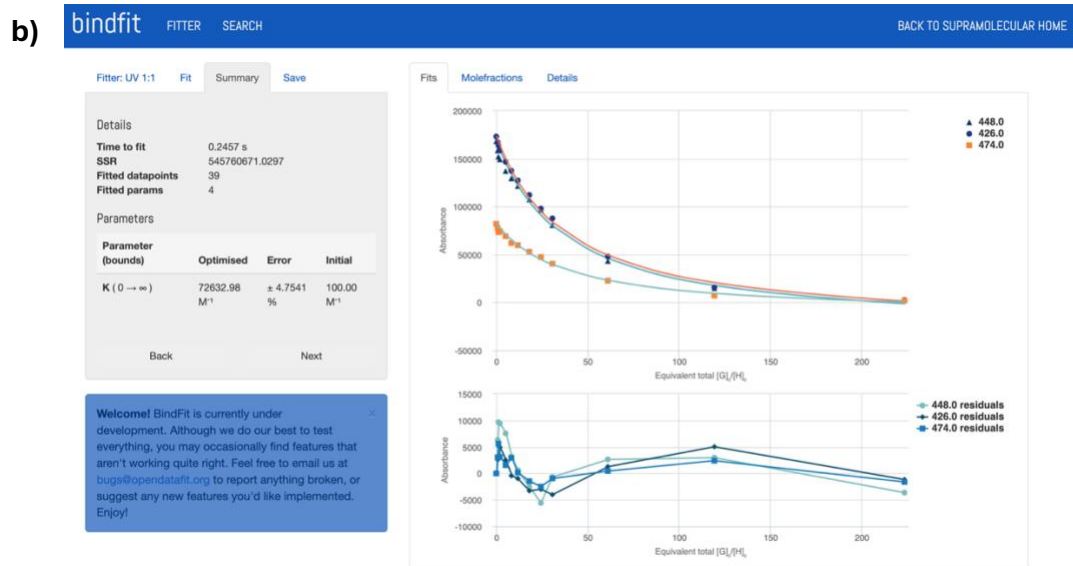 b)
bindfit FITTER SEARCH BACK TO SUPRAMOLECULAR HOME
Fitter: UV 1:1 Fit Summary Save
Details
Time to fit 0.2457 s
SSR 545760671.0297
Fitted datapoints 39
Fitted params 4
Parameters
Parameter (bounds) Optimised Error Initial
K ( 0 → ∞ ) 72632.98 M⁻¹ ± 4.7541 % 100.00 M⁻¹
Back Next
Welcome! BindFit is currently under
development. Although we do our best to test
everything, you may occasionally find features that
aren't working quite right. Feel free to email us at
bugs@opendatafit.org to report anything broken, or
suggest any new features you'd like implemented.
Enjoy!
×
Fits Molefractions Details
200000
150000
100000
50000
0
-50000
Absorbance
0 50 100 150 200
Equivalent total [G]₀/[H]₀
448.0
426.0
474.0
15000
10000
5000
0
-5000
-10000
Absorbance
0 50 100 150 200
Equivalent total [G]₀/[H]₀
448.0 residuals
426.0 residuals
474.0 residuals